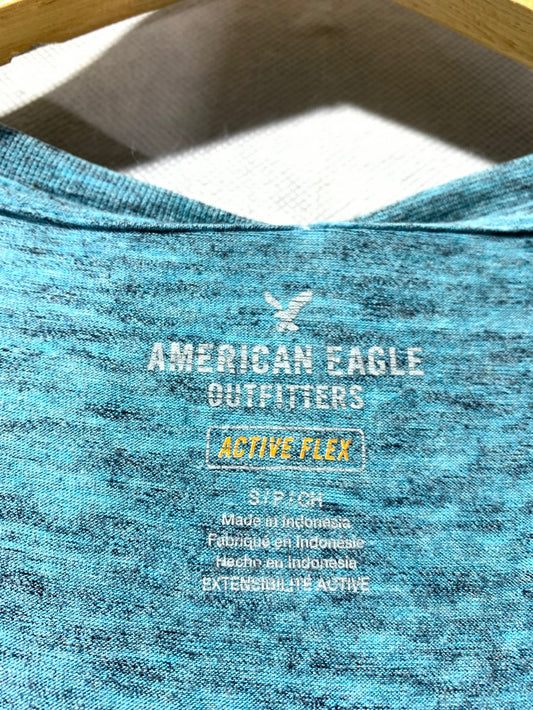 AMERICAN EAGLE
OUTFITTERS
ACTIVE FLEX
S / P / CH
Made in Indonesia
Fabriqué en Indonésie
Hecho en Indonesia
EXTENSIBILITÉ ACTIVE